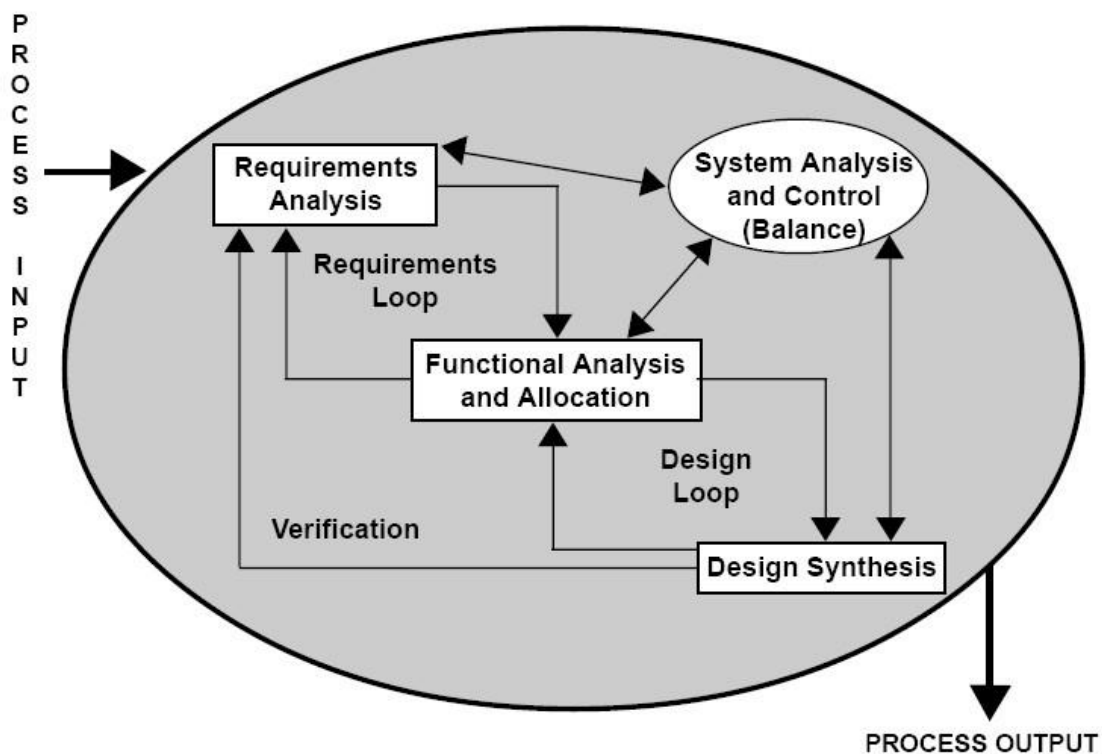 PROCESS INPUT
Requirements
Analysis
System Analysis
and Control
(Balance)
Requirements
Loop
Functional Analysis
and Allocation
Design
Loop
Verification
Design Synthesis
PROCESS OUTPUT